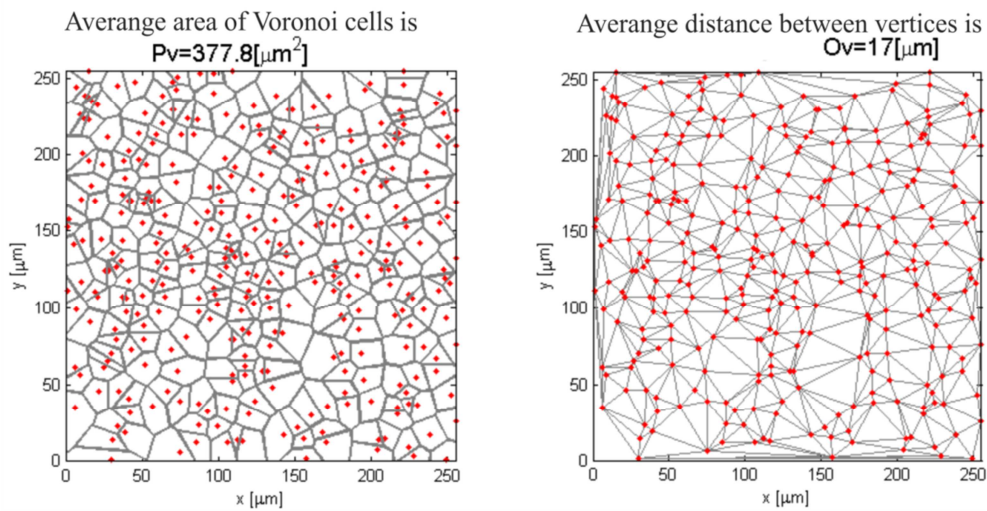 Averange area of Voronoi cells is
Pv=377.8[μm²]
250
200
150
100
50
0
y [μm]
0 50 100 150 200 250
x [μm]
Averange distance between vertices is
Ov=17[μm]
250
200
150
100
50
0
y [μm]
0 50 100 150 200 250
x [μm]